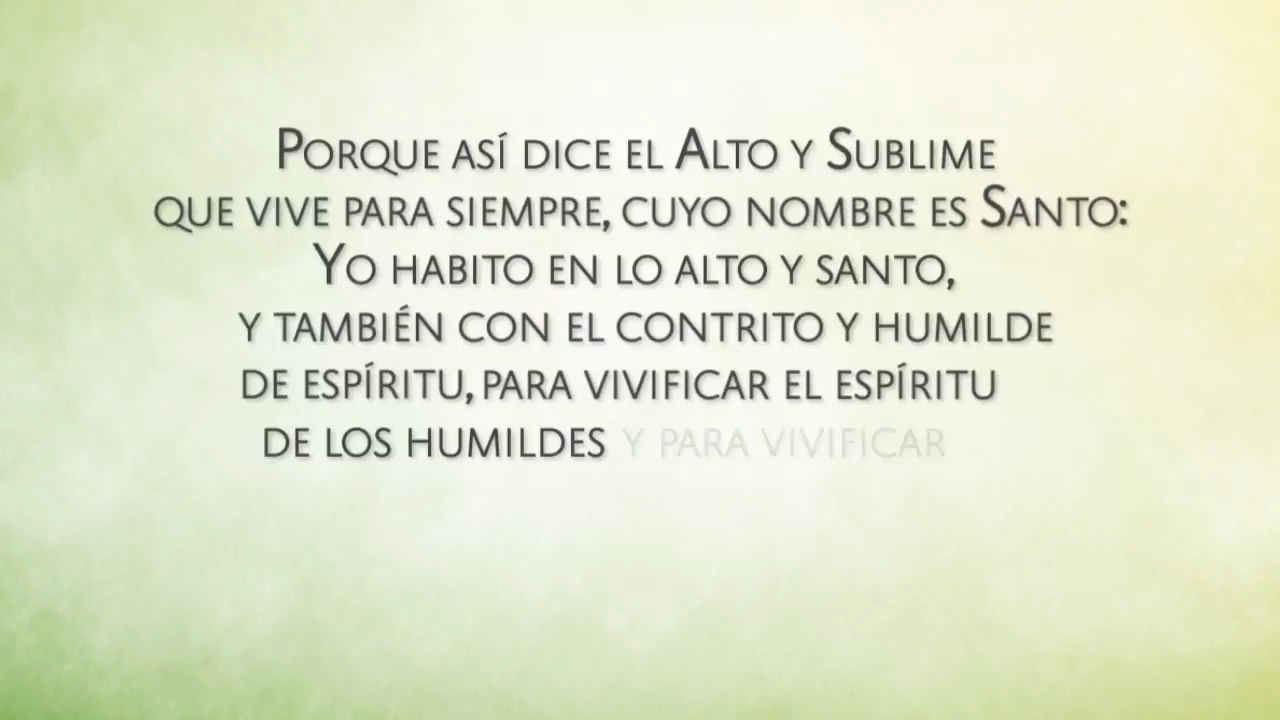 Porque así dice el Alto y Sublime
que vive para siempre, cuyo nombre es Santo:
Yo habito en lo alto y santo,
y también con el contrito y humilde
de espíritu, para vivificar el espíritu
de los humildes y para vivificar